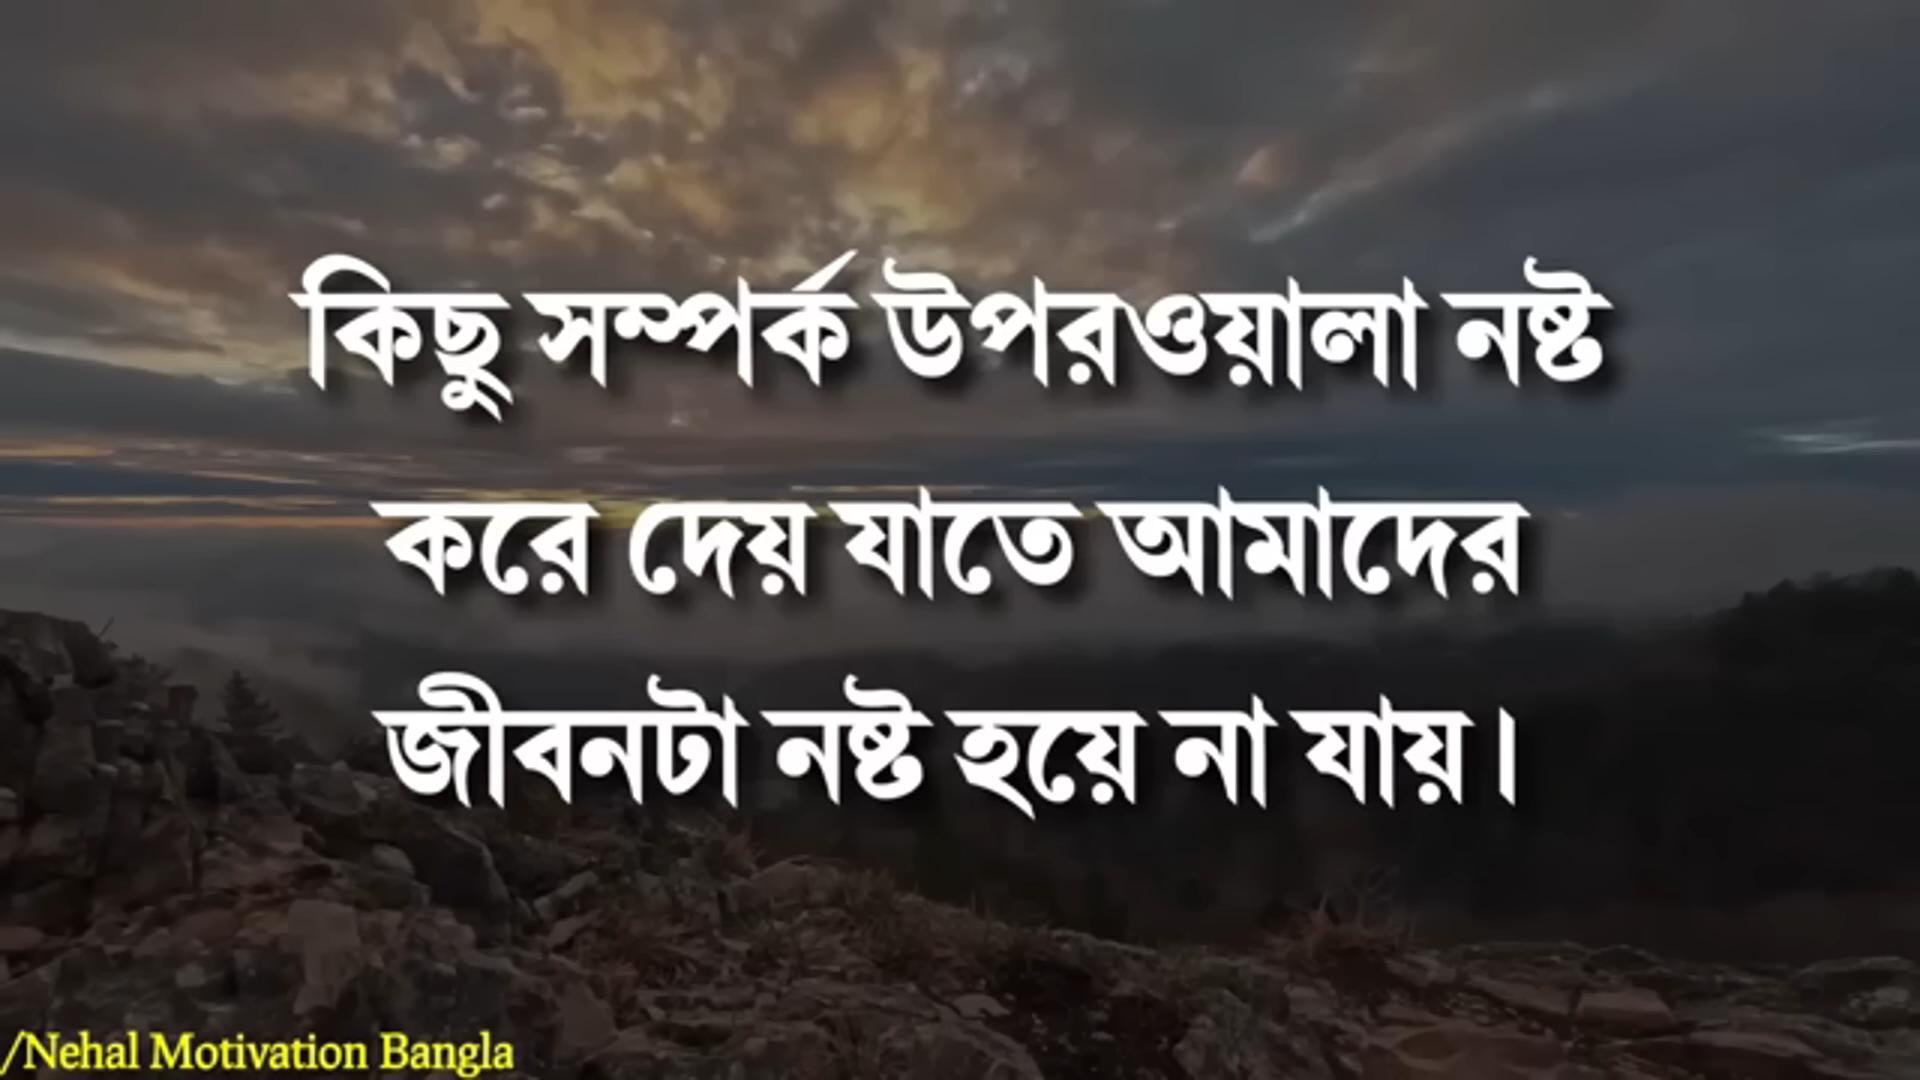 কিছু সম্পর্ক উপরওয়ালা নষ্ট
করে দেয় যাতে আমাদের
জীবনটা নষ্ট হয়ে না যায়।
/Nehal Motivation Bangla